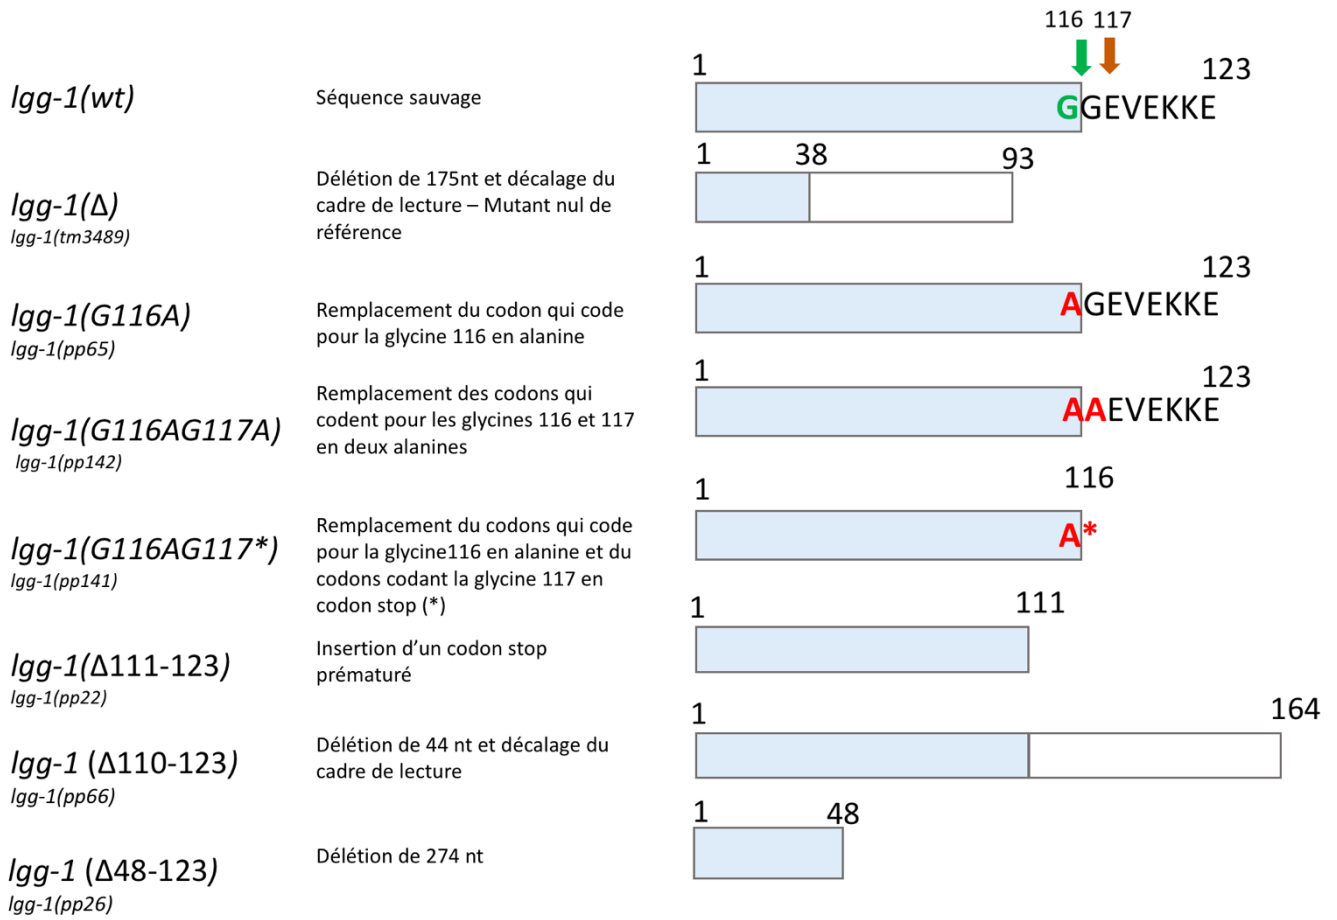 116 117
1
123
lgg-1(wt)
Séquence sauvage
GGEVEKKE
1 38 93
Délétion de 175nt et décalage du
cadre de lecture – Mutant nul de
référence
lgg-1(Δ)
lgg-1(tm3489)
1
123
lgg-1(G116A)
lgg-1(pp65)
Remplacement du codon qui code
pour la glycine 116 en alanine
AGEVEKKE
1
123
Remplacement des codons qui
codent pour les glycines 116 et 117
en deux alanines
lgg-1(G116AG117A)
lgg-1(pp142)
AAEVEKKE
1
116
Remplacement du codons qui code
pour la glycine116 en alanine et du
codons codant la glycine 117 en
codon stop (*)
lgg-1(G116AG117*)
lgg-1(pp141)
A*
1
111
Insertion d’un codon stop
prématuré
lgg-1(Δ111-123)
lgg-1(pp22)
1
164
Délétion de 44 nt et décalage du
cadre de lecture
lgg-1 (Δ110-123)
lgg-1(pp66)
1 48
Délétion de 274 nt
lgg-1 (Δ48-123)
lgg-1(pp26)